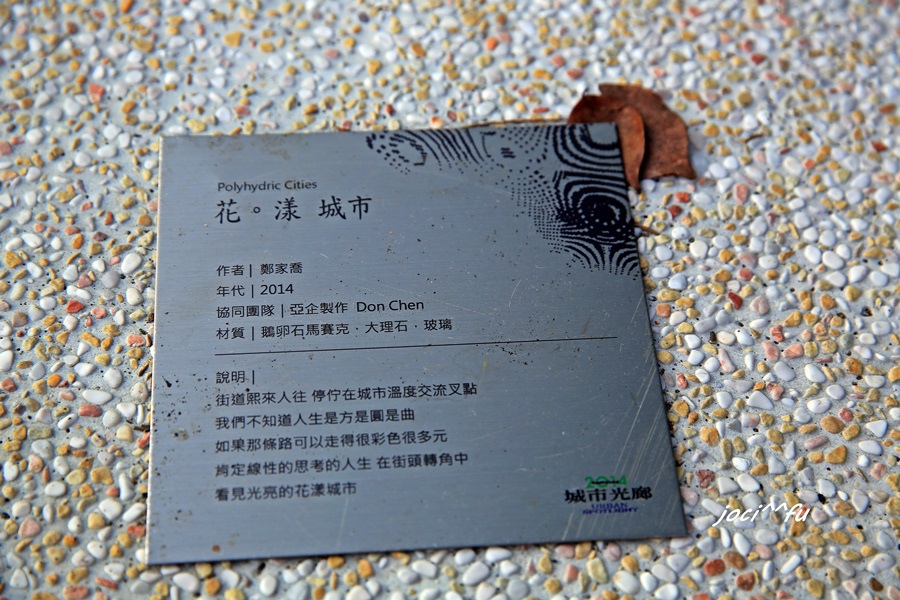 Polyhydric Cities
花。漾 城市
作者 | 鄭家喬
年代 | 2014
協同團隊 | 亞企製作 Don Chen
材質 | 鵝卵石馬賽克．大理石．玻璃
說明 |
街道熙來人往 停佇在城市溫度交流叉點
我們不知道人生是方是圓是曲
如果那條路可以走得很彩色很多元
肯定線性的思考的人生 在街頭轉角中
看見光亮的花漾城市
2014
城市光廊
URBAN
SPOTLIGHT
joci^^fu